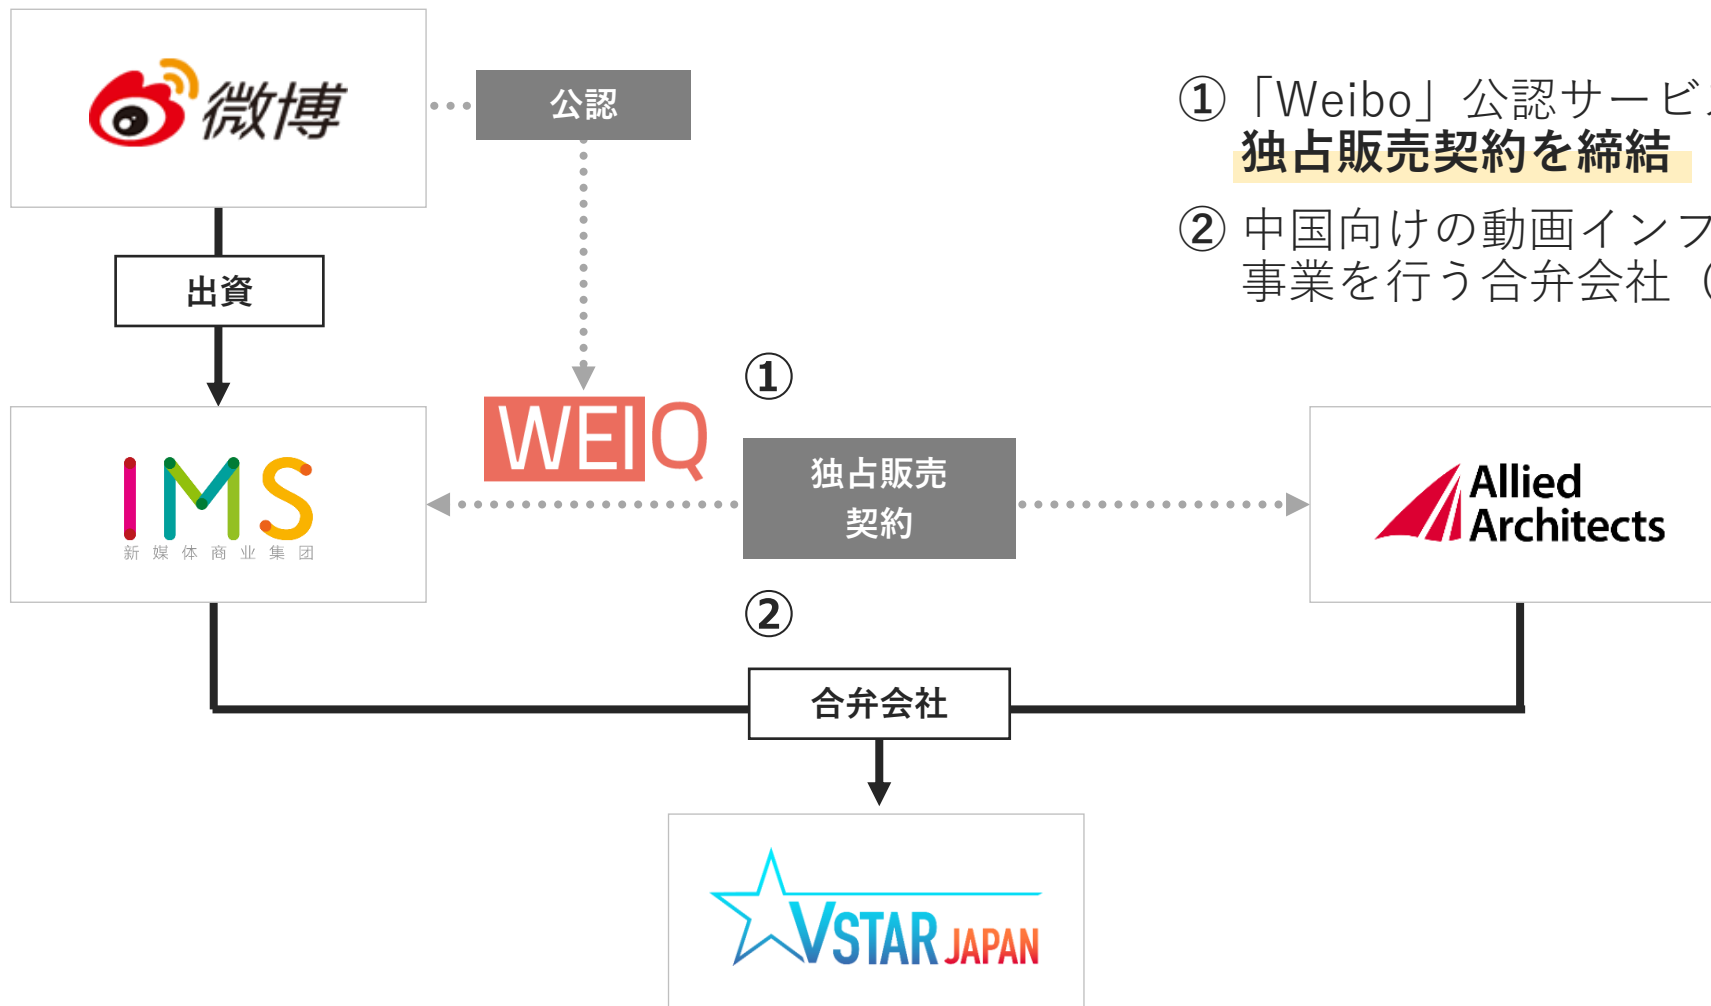 微博
公認
①「Weibo」公認サービス
独占販売契約を締結
② 中国向けの動画インフ
事業を行う合弁会社（
出資
①
WEIQ
IMS
新媒体商业集团
独占販売
契約
Allied
Architects
②
合弁会社
VSTAR JAPAN